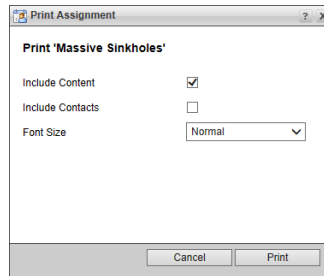 Print Assignment ? X
Print 'Massive Sinkholes'
Include Content
Include Contacts
Font Size Normal
Cancel Print